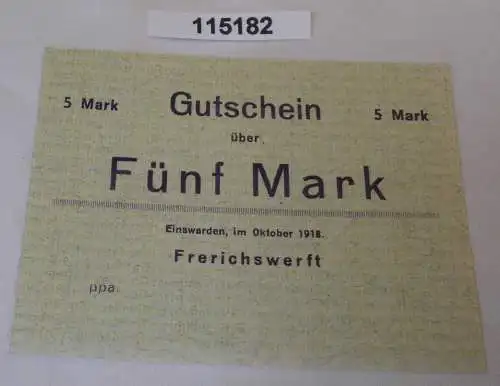 115182
5 Mark Gutschein 5 Mark
über
Fünf Mark
Einswarden, im Oktober 1918.
Frerichswerft
ppa.